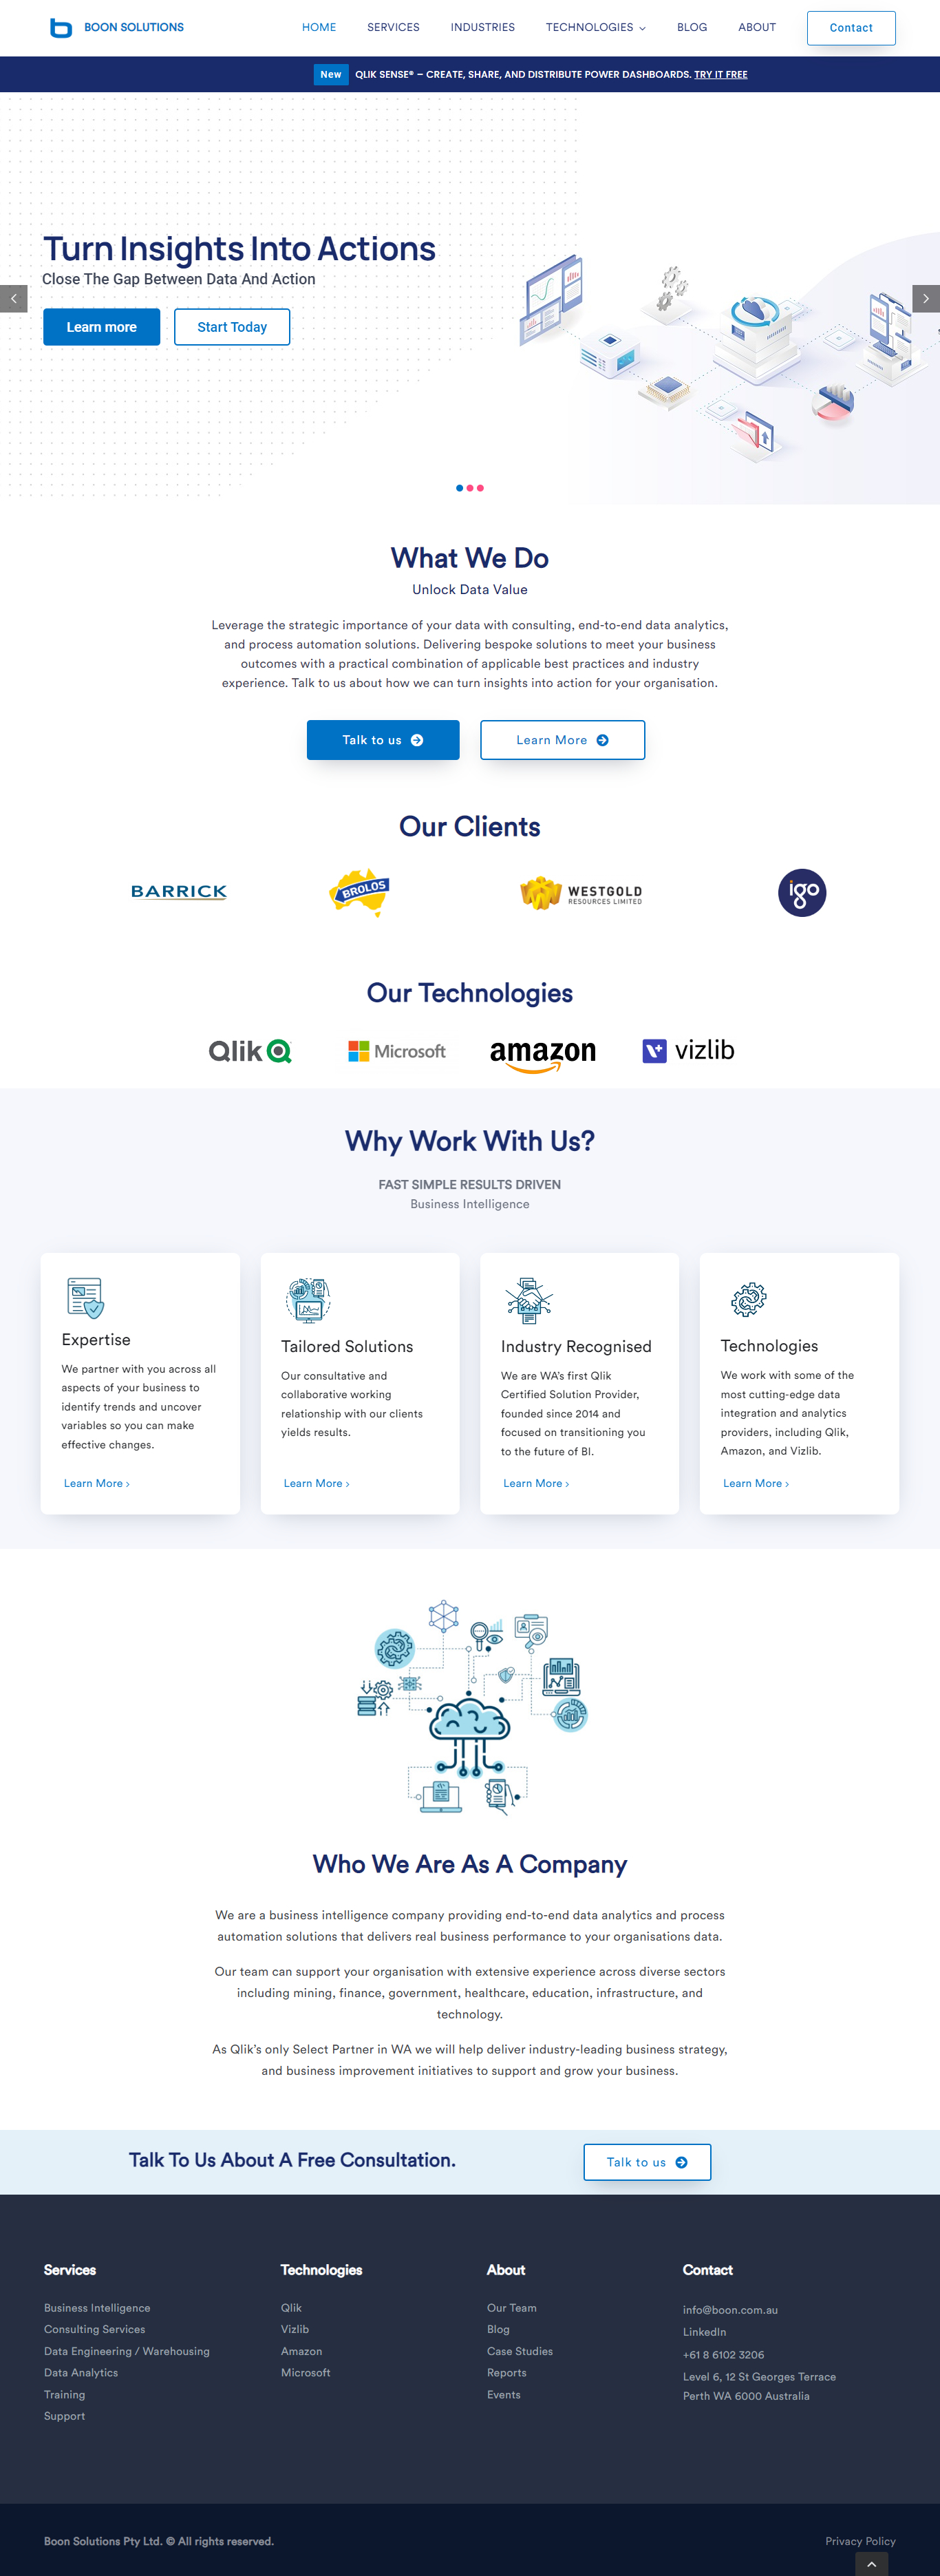 BOON SOLUTIONS
HOME SERVICES INDUSTRIES TECHNOLOGIES BLOG ABOUT Contact
New QLIK SENSE® – CREATE, SHARE, AND DISTRIBUTE POWER DASHBOARDS. TRY IT FREE
Turn Insights Into Actions
Close The Gap Between Data And Action
Learn more Start Today
What We Do
Unlock Data Value
Leverage the strategic importance of your data with consulting, end-to-end data analytics,
and process automation solutions. Delivering bespoke solutions to meet your business
outcomes with a practical combination of applicable best practices and industry
experience. Talk to us about how we can turn insights into action for your organisation.
Talk to us Learn More
Our Clients
BARRICK
BROLOS
WESTGOLD
RESOURCES LIMITED
igo
Our Technologies
Qlik Microsoft amazon vizlib
Why Work With Us?
FAST SIMPLE RESULTS DRIVEN
Business Intelligence
Expertise
We partner with you across all
aspects of your business to
identify trends and uncover
variables so you can make
effective changes.
Learn More ›
Tailored Solutions
Our consultative and
collaborative working
relationship with our clients
yields results.
Learn More ›
Industry Recognised
We are WA's first Qlik
Certified Solution Provider,
founded since 2014 and
focused on transitioning you
to the future of BI.
Learn More ›
Technologies
We work with some of the
most cutting-edge data
integration and analytics
providers, including Qlik,
Amazon, and Vizlib.
Learn More ›
Who We Are As A Company
We are a business intelligence company providing end-to-end data analytics and process
automation solutions that delivers real business performance to your organisations data.
Our team can support your organisation with extensive experience across diverse sectors
including mining, finance, government, healthcare, education, infrastructure, and
technology.
As Qlik's only Select Partner in WA we will help deliver industry-leading business strategy,
and business improvement initiatives to support and grow your business.
Talk To Us About A Free Consultation.
Talk to us
Services
Business Intelligence
Consulting Services
Data Engineering / Warehousing
Data Analytics
Training
Support
Technologies
Qlik
Vizlib
Amazon
Microsoft
About
Our Team
Blog
Case Studies
Reports
Events
Contact
info@boon.com.au
LinkedIn
+61 8 6102 3206
Level 6, 12 St Georges Terrace
Perth WA 6000 Australia
Boon Solutions Pty Ltd. © All rights reserved.
Privacy Policy